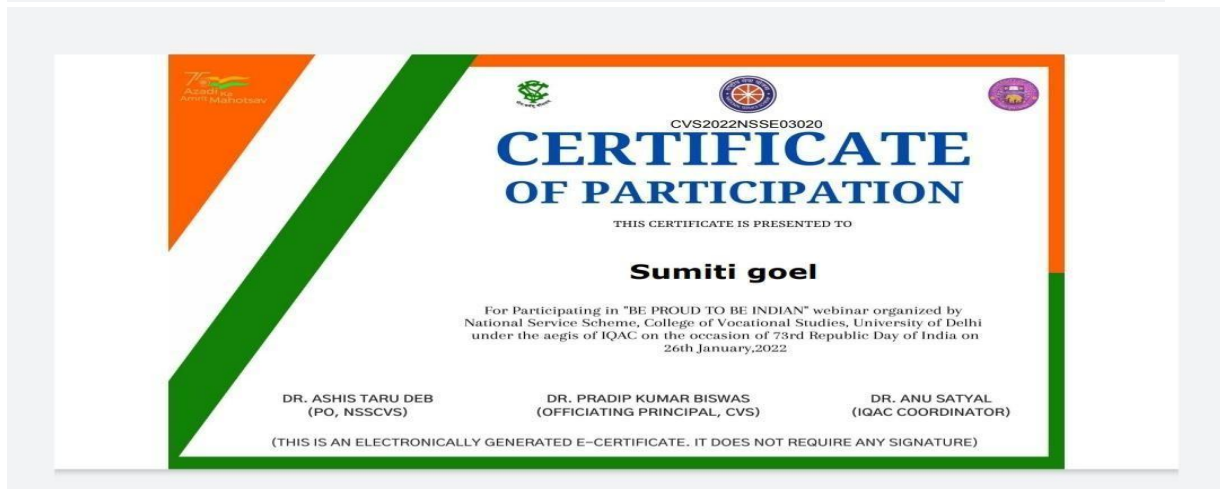 Azadi Ka
Amrit Mahotsav
CVS2022NSSE03020
CERTIFICATE
OF PARTICIPATION
THIS CERTIFICATE IS PRESENTED TO
Sumiti goel
For Participating in "BE PROUD TO BE INDIAN" webinar organized by
National Service Scheme, College of Vocational Studies, University of Delhi
under the aegis of IQAC on the occasion of 73rd Republic Day of India on
26th January,2022
DR. ASHIS TARU DEB
(PO, NSSCVS)
DR. PRADIP KUMAR BISWAS
(OFFICIATING PRINCIPAL, CVS)
DR. ANU SATYAL
(IQAC COORDINATOR)
(THIS IS AN ELECTRONICALLY GENERATED E-CERTIFICATE. IT DOES NOT REQUIRE ANY SIGNATURE)